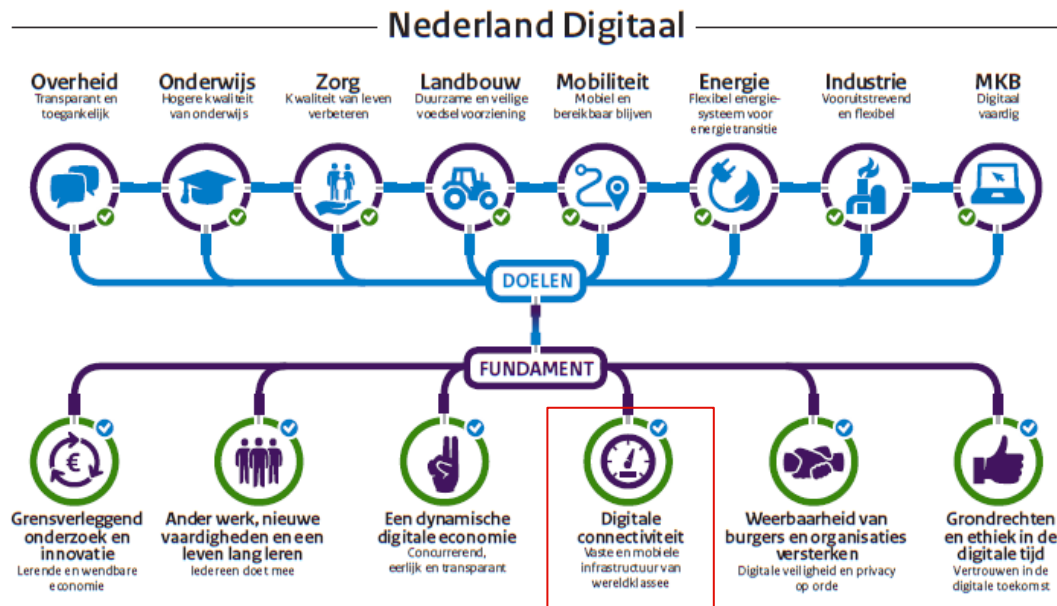 Nederland Digitaal
Overheid
Transparant en
toegankelijk
Onderwijs
Hogere kwaliteit
van onderwijs
Zorg
Kwaliteit van leven
verbeteren
Landbouw
Duurzame en veilige
voedselvoorziening
Mobiliteit
Mobiel en
bereikbaar blijven
Energie
Flexibel energie-
systeem voor
energietransitie
Industrie
Vooruitstrevend
en flexibel
MKB
Digitaal
vaardig
DOELEN
FUNDAMENT
€
Grensverleggend
onderzoek en
innovatie
Lerende en wendbare
economie
Ander werk, nieuwe
vaardigheden en een
leven lang leren
Iedereen doet mee
Een dynamische
digitale economie
Concurrerend,
eerlijk en transparant
Digitale
connectiviteit
Vaste en mobiele
infrastructuur van
wereldklassee
Weerbaarheid van
burgers en organisaties
versterken
Digitale veiligheid en privacy
op orde
Grondrechten
en ethiek in de
digitale tijd
Vertrouwen in de
digitale toekomst